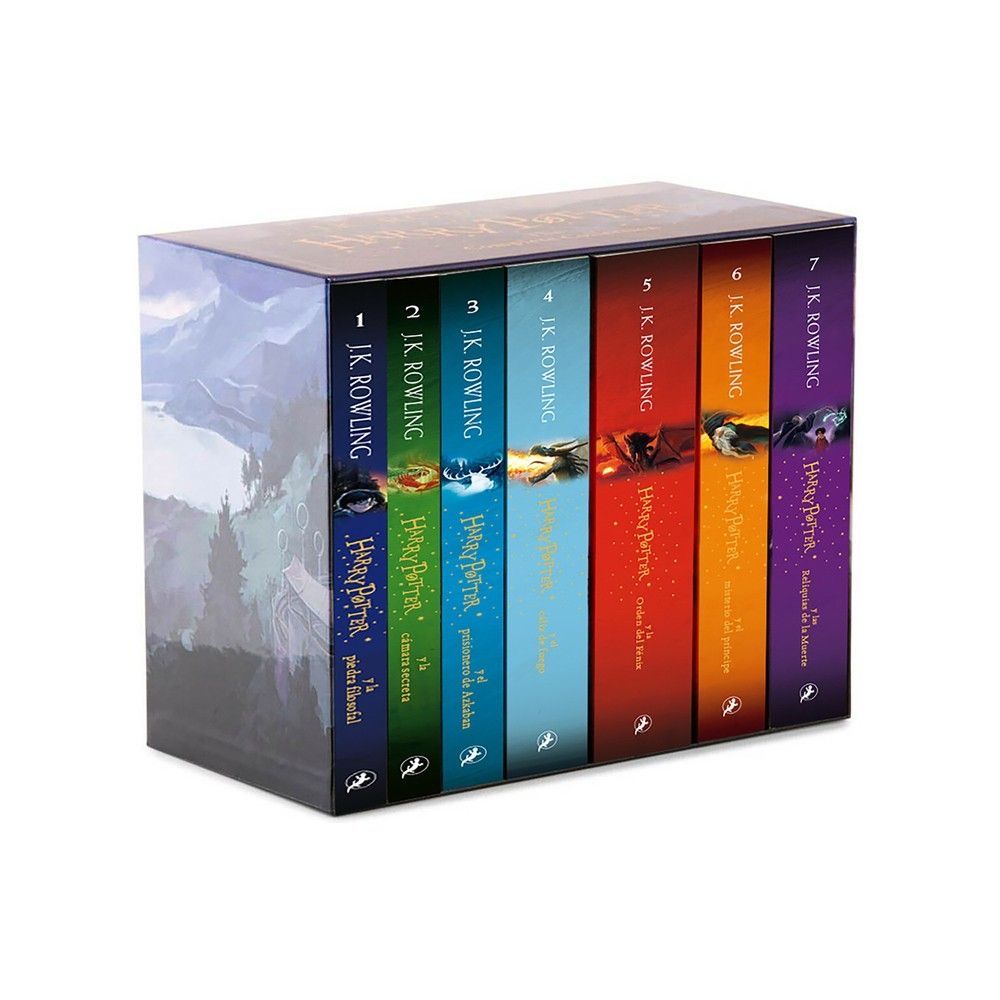 HARRY POTTER
1
J.K. ROWLING
HARRY POTTER
y la
piedra filosofal
2
J.K. ROWLING
HARRY POTTER
y la
cámara secreta
3
J.K. ROWLING
HARRY POTTER
y el
prisionero de Azkaban
4
J.K. ROWLING
HARRY POTTER
y el
cáliz de fuego
5
J.K. ROWLING
HARRY POTTER
y la
Orden del Fénix
6
J.K. ROWLING
HARRY POTTER
y el
misterio del príncipe
7
J.K. ROWLING
HARRY POTTER
y las
Reliquias de la Muerte